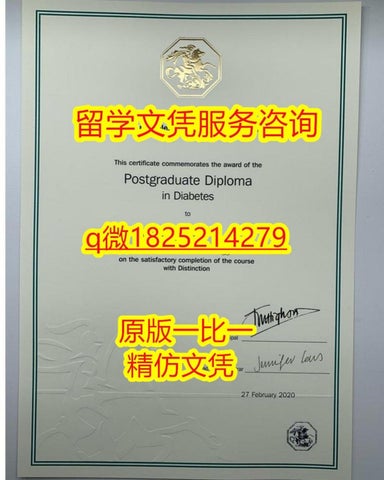 留学文凭服务咨询
This certificate commemorates the award of the
Postgraduate Diploma
in Diabetes
to
q微1825214279
on the satisfactory completion of the course
with Distinction
原版一比一
精仿文凭
Jennifer
27 February 2020